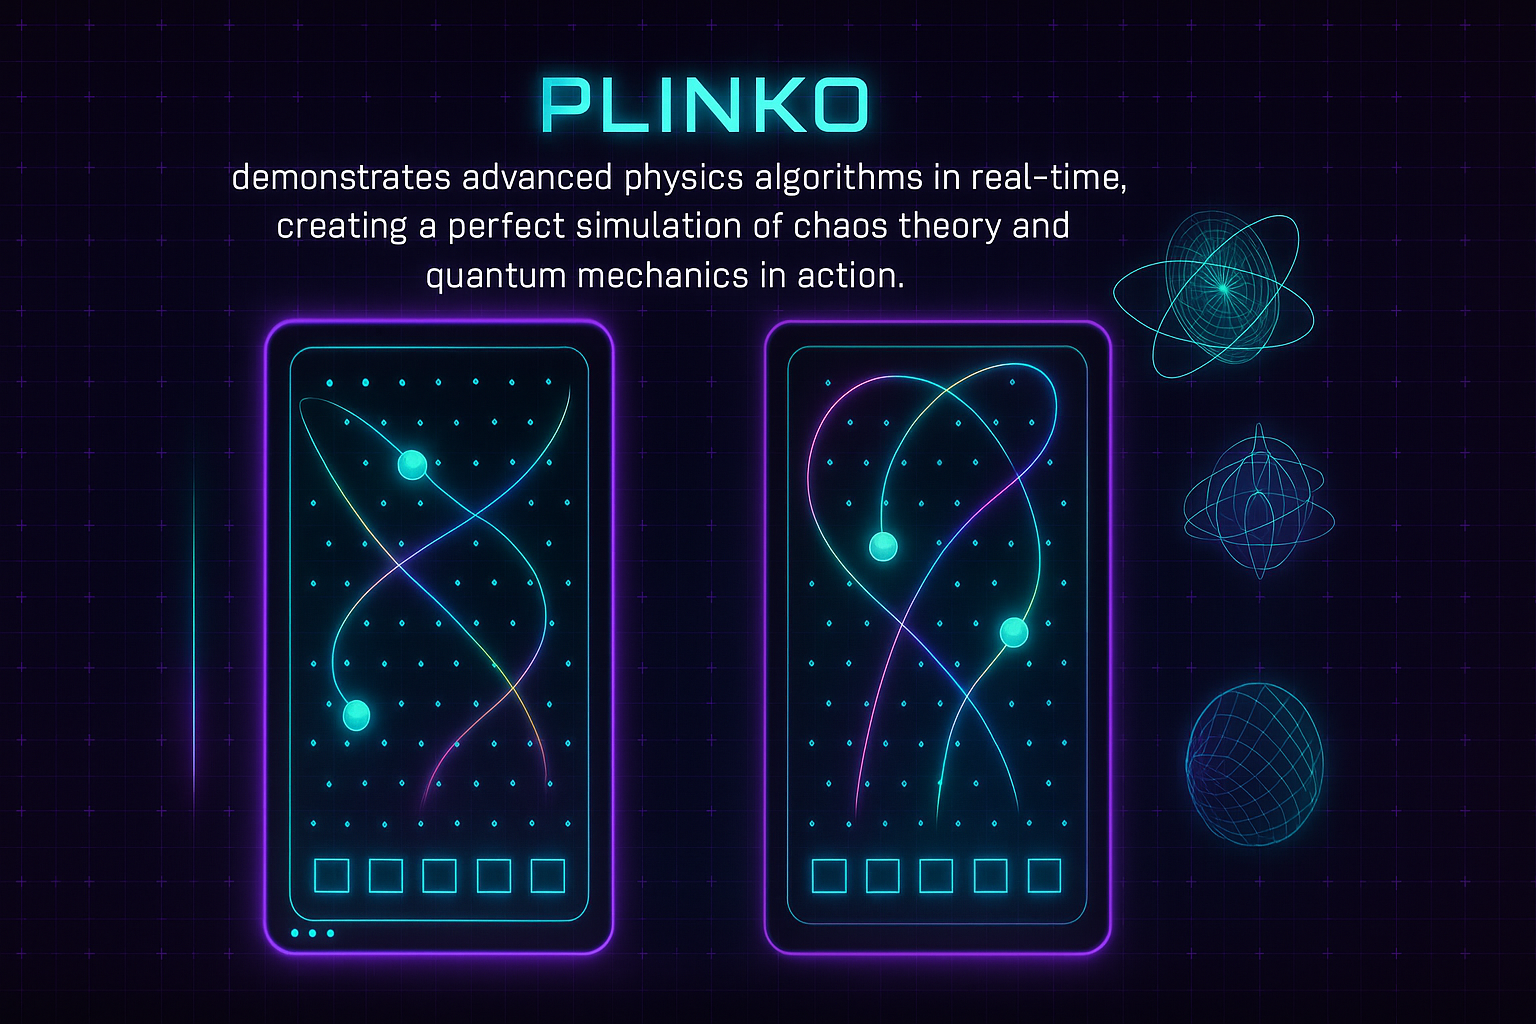 PLINKO
demonstrates advanced physics algorithms in real-time,
creating a perfect simulation of chaos theory and
quantum mechanics in action.